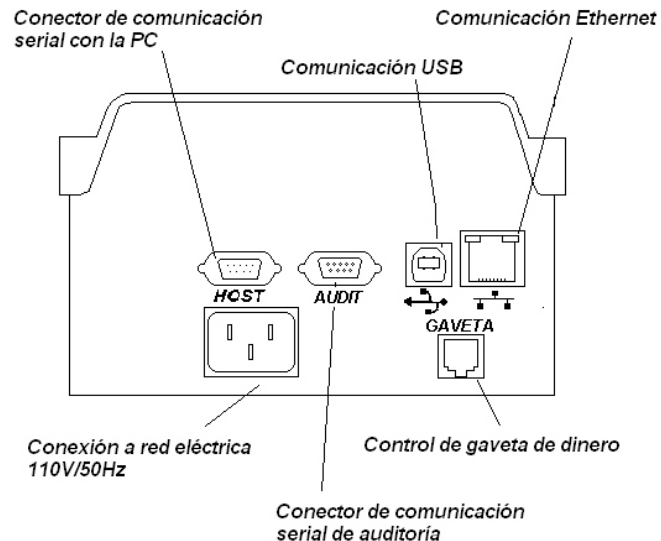 Conector de comunicación
serial con la PC
Comunicación Ethernet
Comunicación USB
HOST
AUDIT
GAVETA
Conexión a red eléctrica
110V/50Hz
Control de gaveta de dinero
Conector de comunicación
serial de auditoría